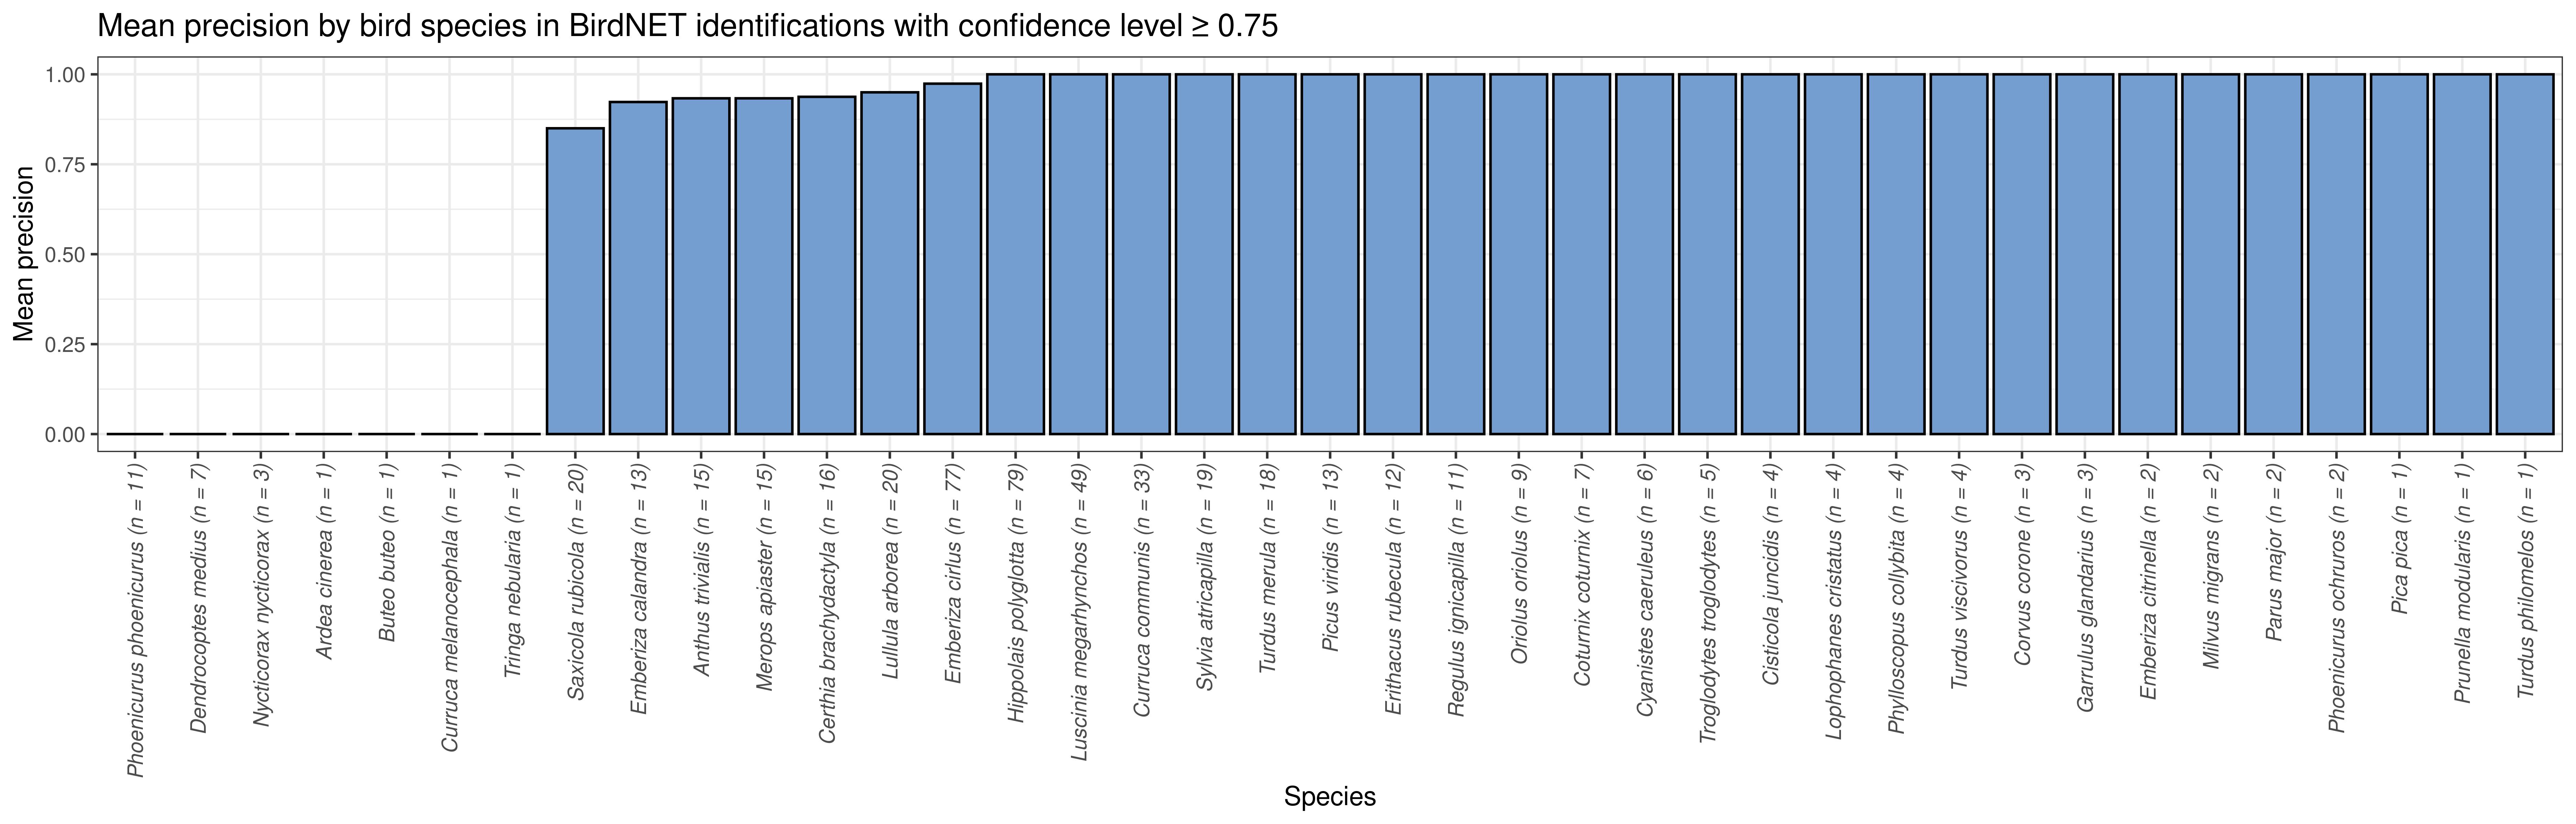 Mean precision by bird species in BirdNET identifications with confidence level ≥ 0.75
Mean precision
1.00
0.75
0.50
0.25
0.00
Phoenicurus phoenicurus (n = 11)
Dendrocoptes medius (n = 7)
Nycticorax nycticorax (n = 3)
Ardea cinerea (n = 1)
Buteo buteo (n = 1)
Curruca melanocephala (n = 1)
Tringa nebularia (n = 1)
Saxicola rubicola (n = 20)
Emberiza calandra (n = 13)
Anthus trivialis (n = 15)
Merops apiaster (n = 15)
Certhia brachydactyla (n = 16)
Lullula arborea (n = 20)
Emberiza cirlus (n = 77)
Hippolais polyglotta (n = 79)
Luscinia megarhynchos (n = 49)
Curruca communis (n = 33)
Sylvia atricapilla (n = 19)
Turdus merula (n = 18)
Picus viridis (n = 13)
Erithacus rubecula (n = 12)
Regulus ignicapilla (n = 11)
Oriolus oriolus (n = 9)
Coturnix coturnix (n = 7)
Cyanistes caeruleus (n = 6)
Troglodytes troglodytes (n = 5)
Cisticola juncidis (n = 4)
Lophophanes cristatus (n = 4)
Phylloscopus collybita (n = 4)
Turdus viscivorus (n = 4)
Corvus corone (n = 3)
Garrulus glandarius (n = 3)
Emberiza citrinella (n = 2)
Milvus migrans (n = 2)
Parus major (n = 2)
Phoenicurus ochruros (n = 2)
Pica pica (n = 1)
Prunella modularis (n = 1)
Turdus philomelos (n = 1)
Species